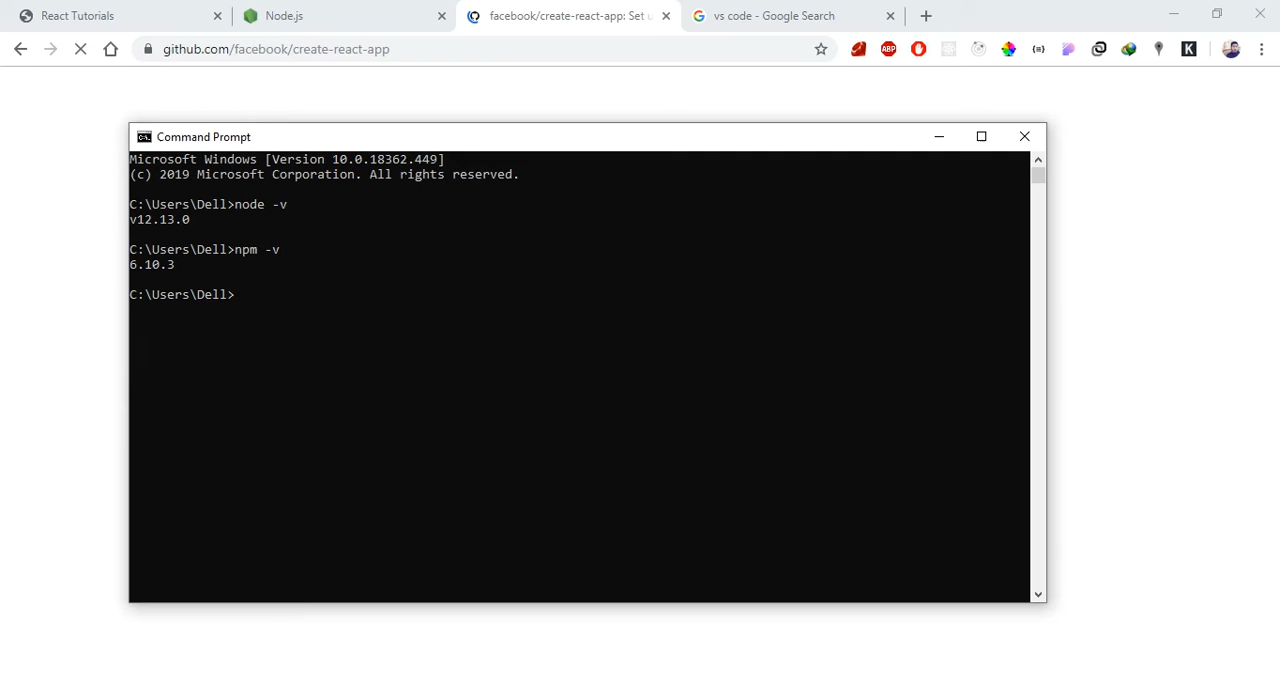 React Tutorials
Node.js
facebook/create-react-app: Set u
vs code - Google Search
github.com/facebook/create-react-app
ABP
K
Command Prompt
Microsoft Windows [Version 10.0.18362.449]
(c) 2019 Microsoft Corporation. All rights reserved.
C:\Users\Dell>node -v
v12.13.0
C:\Users\Dell>npm -v
6.10.3
C:\Users\Dell>